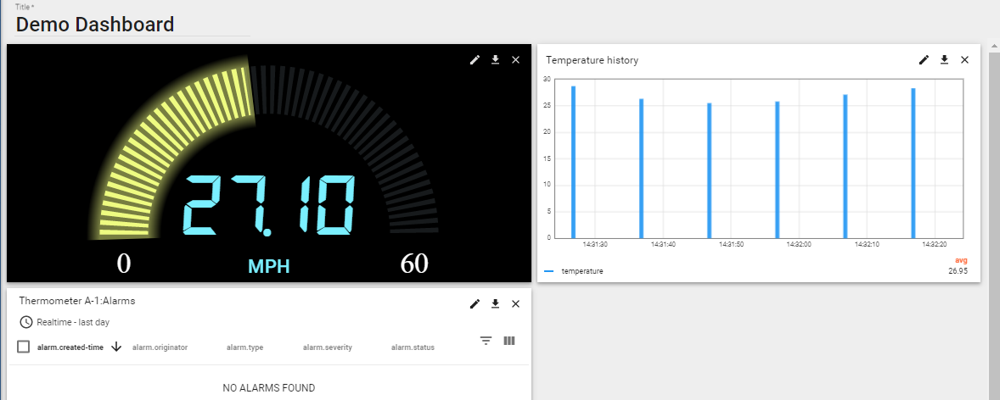 Title *
Demo Dashboard
27.10
0
MPH
60
Temperature history
30
25
20
15
10
5
0
14:31:30
14:31:40
14:31:50
14:32:00
14:32:10
14:32:20
avg
temperature
26.95
Thermometer A-1:Alarms
Realtime - last day
alarm.created-time alarm.originator alarm.type alarm.severity alarm.status
NO ALARMS FOUND